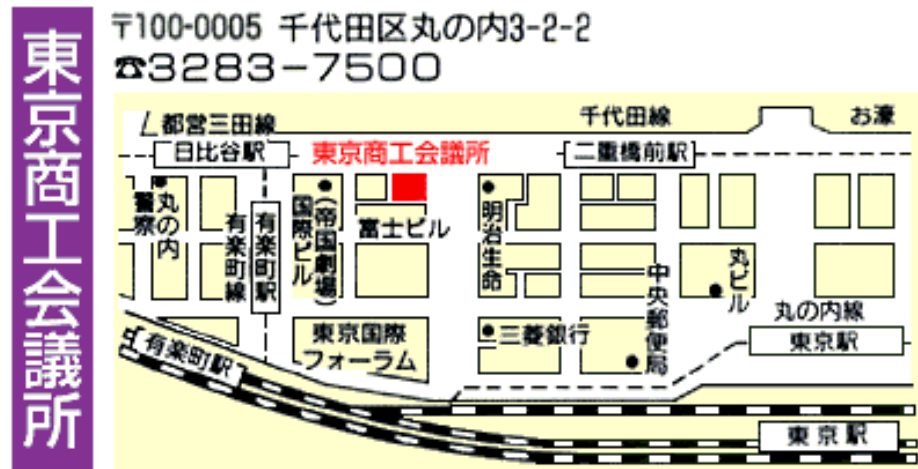 東京商工会議所
〒100-0005 千代田区丸の内3-2-2
☎3283-7500
都営三田線
千代田線
お濠
日比谷駅
東京商工会議所
二重橋前駅
丸の内
警察
有楽町線
有楽町駅
国際ビル
(帝国劇場)
富士ビル
明治生命
中央郵便局
丸ビル
丸の内線
東京駅
東京国際
フォーラム
三菱銀行
有楽町駅
東京駅